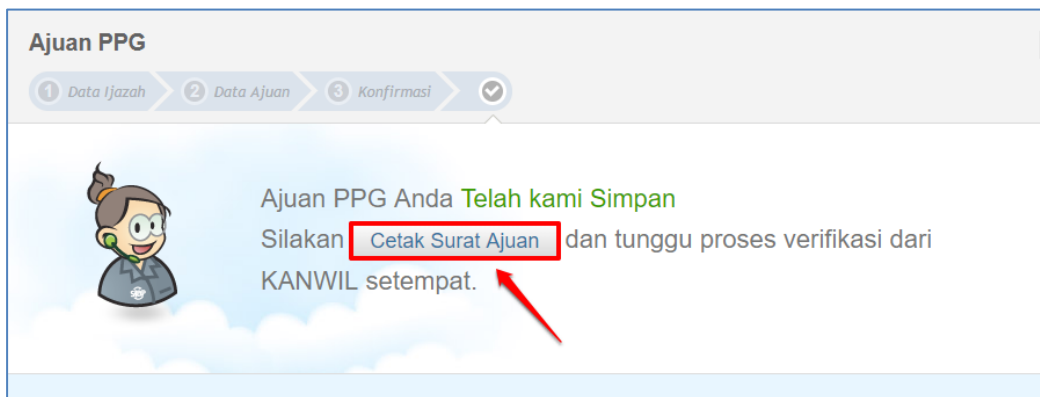 Ajuan PPG
1 Data Ijazah 2 Data Ajuan 3 Konfirmasi
Ajuan PPG Anda Telah kami Simpan
Silakan Cetak Surat Ajuan dan tunggu proses verifikasi dari
KANWIL setempat.